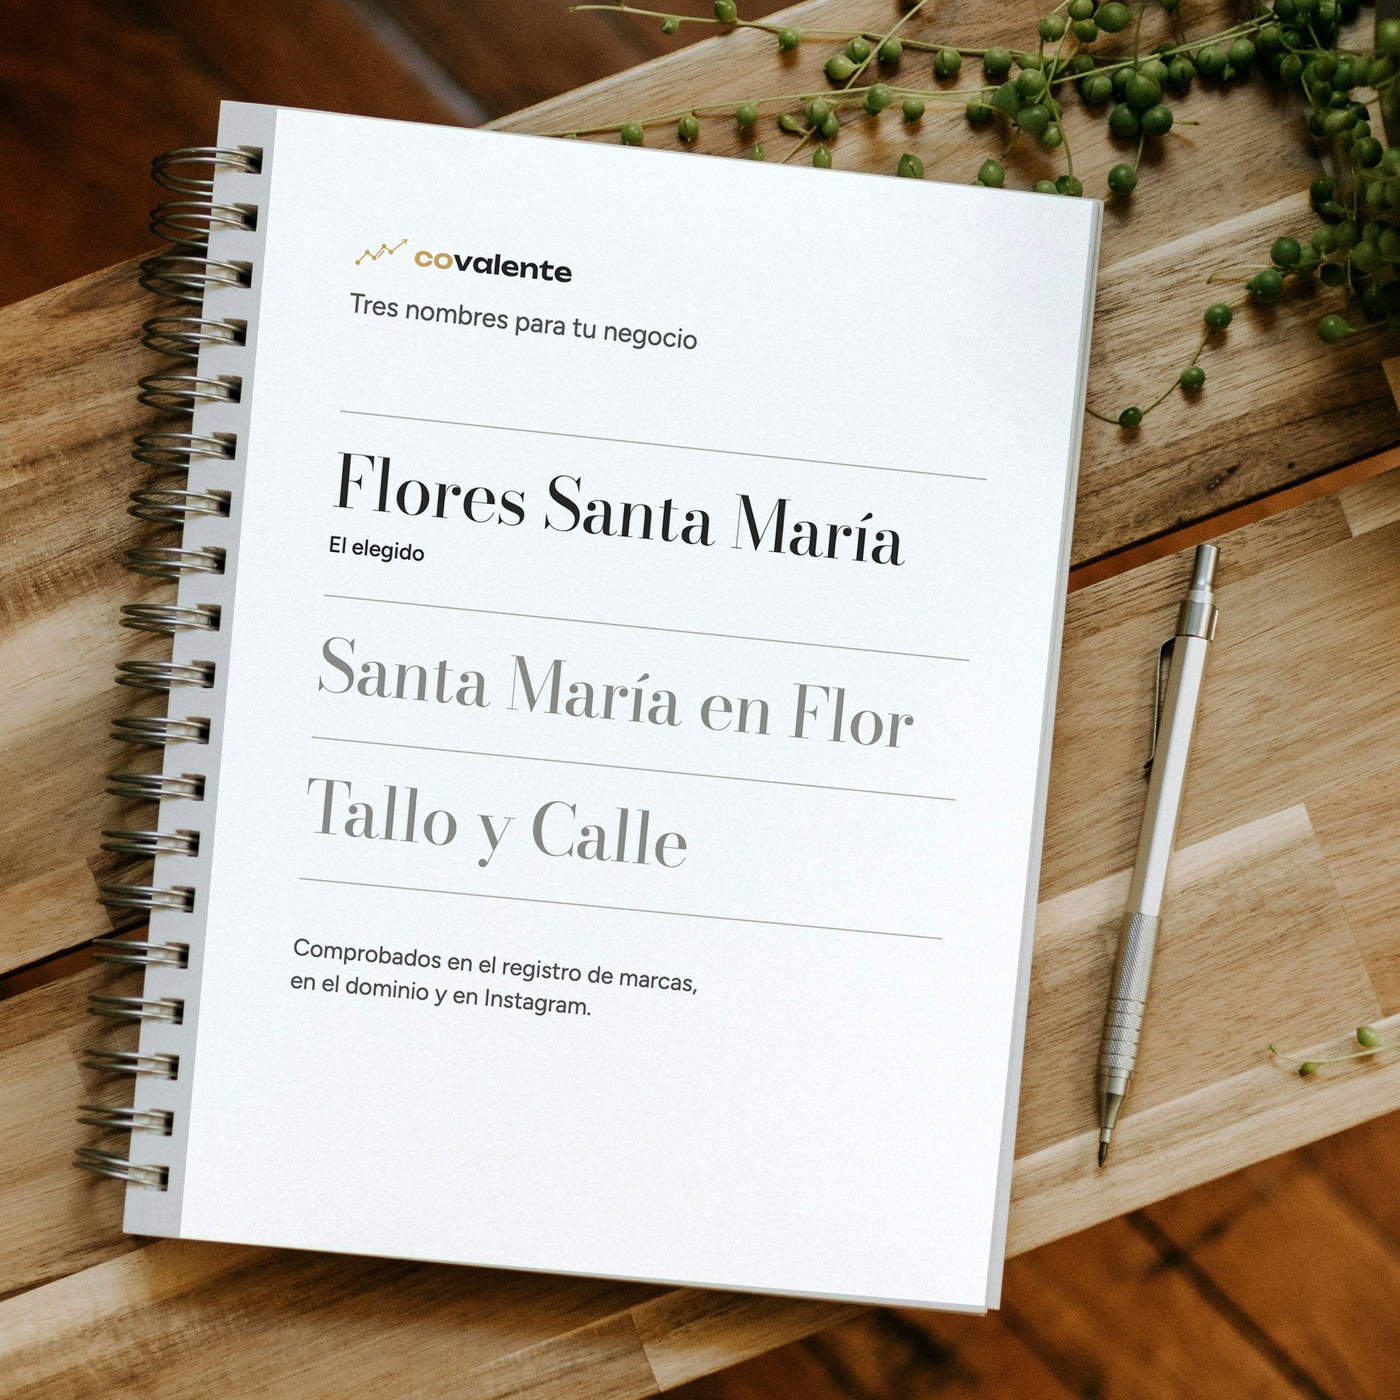 covalente
Tres nombres para tu negocio
Flores Santa María
El elegido
Santa María en Flor
Tallo y Calle
Comprobados en el registro de marcas,
en el dominio y en Instagram.